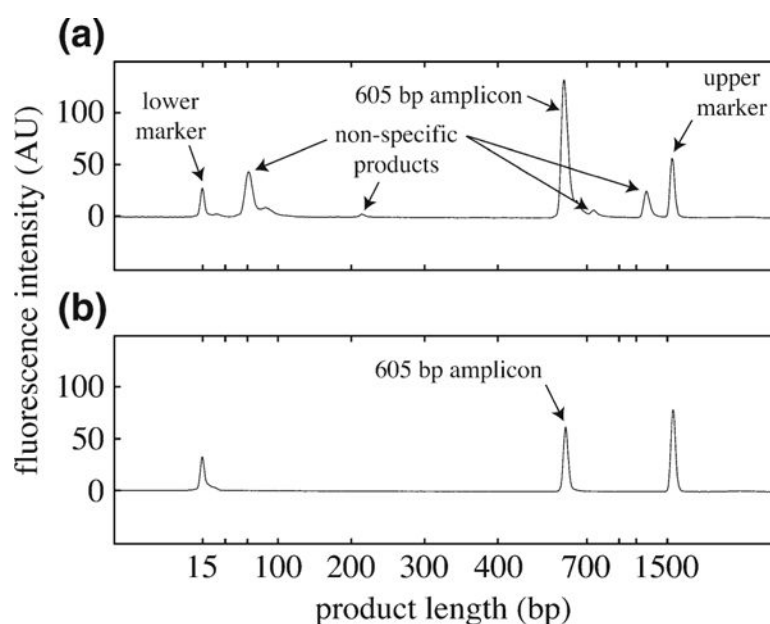 (a)
fluorescence intensity (AU)
100
50
0
lower
marker
605 bp amplicon
non-specific
products
upper
marker
(b)
100
50
0
605 bp amplicon
15 100 200 300 400 700 1500
product length (bp)